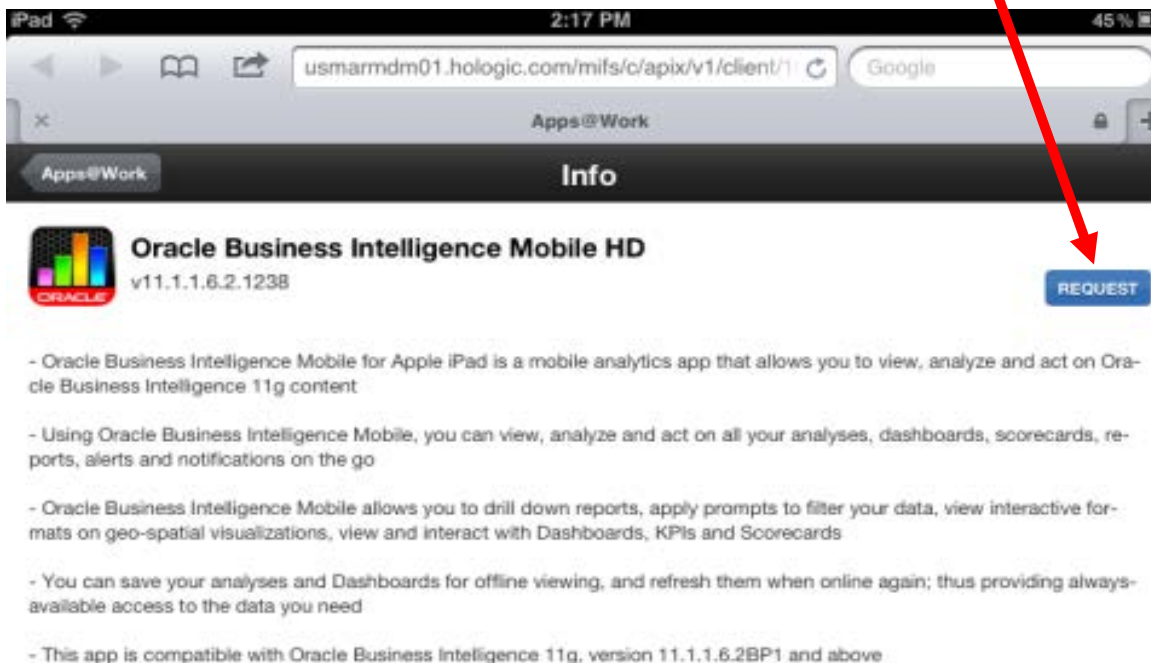 iPad 2:17 PM 45%
usmarmdm01.hologic.com/mifs/c/apix/v1/client/1 Google
Apps@Work
Apps@Work Info
Oracle Business Intelligence Mobile HD
v11.1.1.6.2.1238
ORACLE
REQUEST
- Oracle Business Intelligence Mobile for Apple iPad is a mobile analytics app that allows you to view, analyze and act on Ora-
cle Business Intelligence 11g content
- Using Oracle Business Intelligence Mobile, you can view, analyze and act on all your analyses, dashboards, scorecards, re-
ports, alerts and notifications on the go
- Oracle Business Intelligence Mobile allows you to drill down reports, apply prompts to filter your data, view interactive for-
mats on geo-spatial visualizations, view and interact with Dashboards, KPIs and Scorecards
- You can save your analyses and Dashboards for offline viewing, and refresh them when online again; thus providing always-
available access to the data you need
- This app is compatible with Oracle Business Intelligence 11g, version 11.1.1.6.2BP1 and above